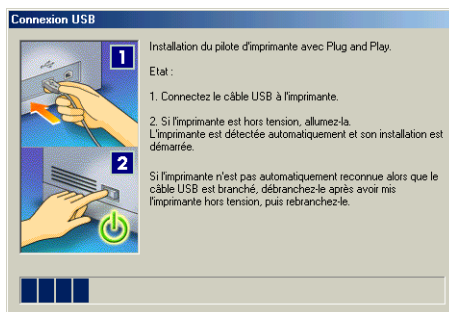 Connexion USB
1
Installation du pilote d'imprimante avec Plug and Play.
Etat :
1. Connectez le câble USB à l'imprimante.
2. Si l'imprimante est hors tension, allumez-la.
L'imprimante est détectée automatiquement et son installation est
démarrée.
Si l'imprimante n'est pas automatiquement reconnue alors que le
câble USB est branché, débranchez-le après avoir mis
l'imprimante hors tension, puis rebranchez-le.
2